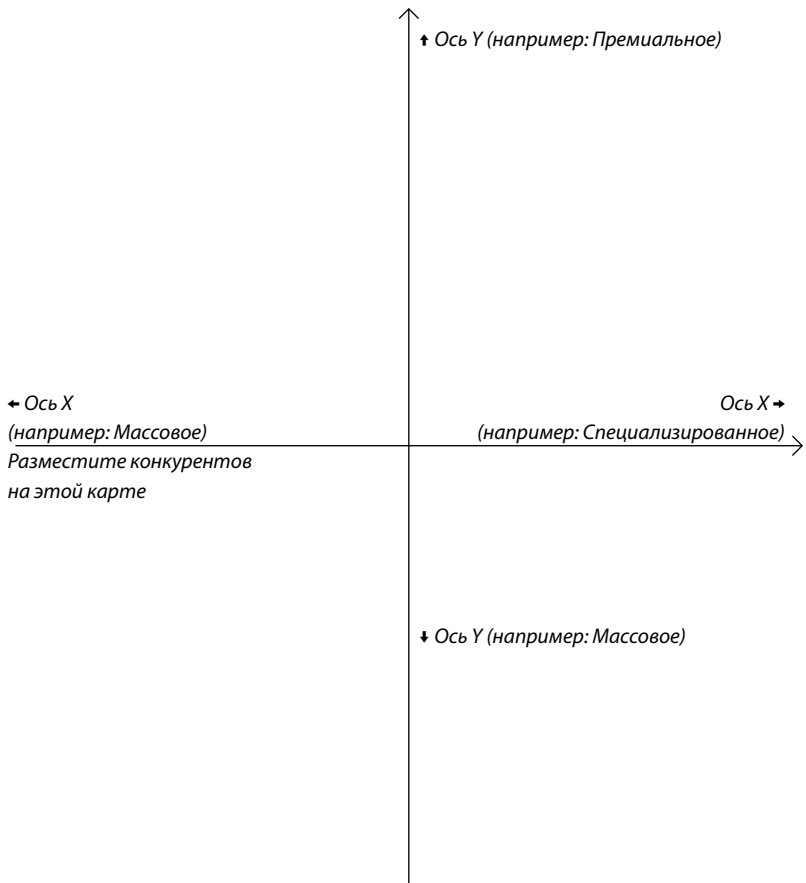 ↑ Ось Y (например: Премиальное)
← Ось X
(например: Массовое)
Ось X →
(например: Специализированное)
Разместите конкурентов
на этой карте
↓ Ось Y (например: Массовое)